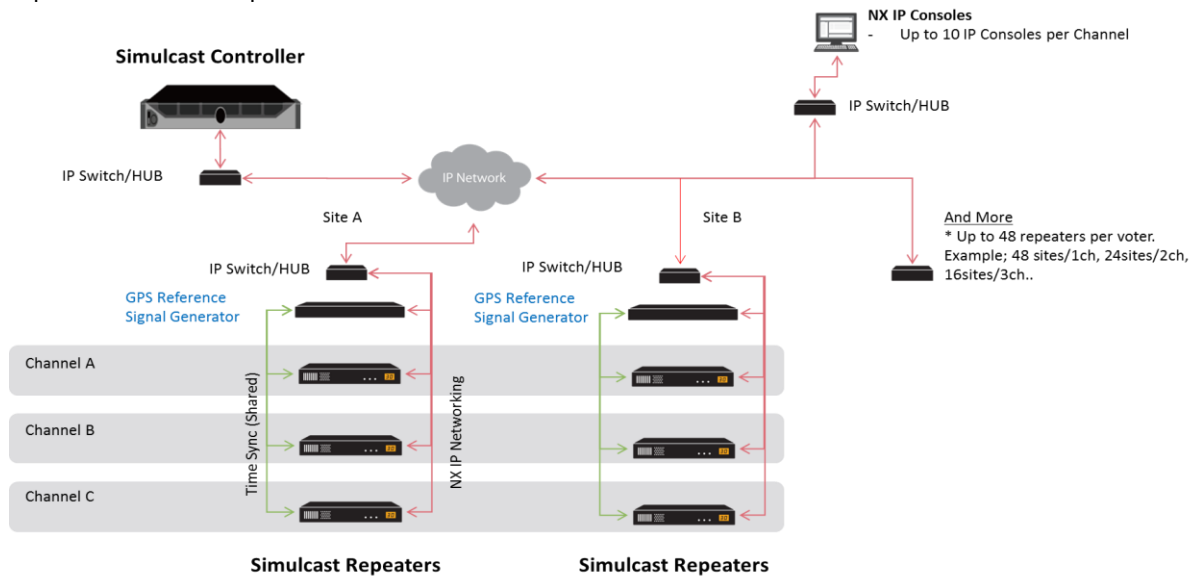 NX IP Consoles
- Up to 10 IP Consoles per Channel
Simulcast Controller
IP Switch/HUB
IP Switch/HUB
IP Network
Site A
Site B
And More
* Up to 48 repeaters per voter.
Example; 48 sites/1ch, 24sites/2ch,
16sites/3ch..
IP Switch/HUB
IP Switch/HUB
GPS Reference
Signal Generator
GPS Reference
Signal Generator
Channel A
Channel B
Channel C
Time Sync (Shared)
NX IP Networking
Simulcast Repeaters
Simulcast Repeaters